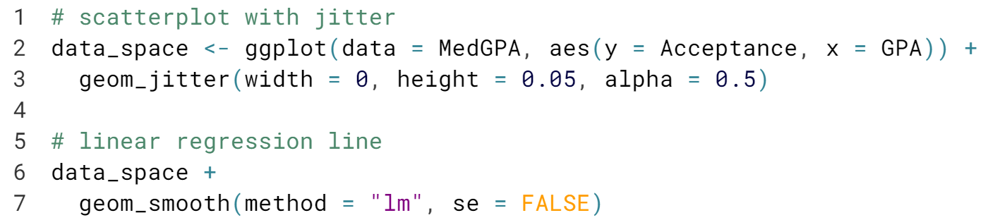 1 # scatterplot with jitter
2 data_space <- ggplot(data = MedGPA, aes(y = Acceptance, x = GPA)) +
3   geom_jitter(width = 0, height = 0.05, alpha = 0.5)
4
5 # linear regression line
6 data_space +
7   geom_smooth(method = "lm", se = FALSE)